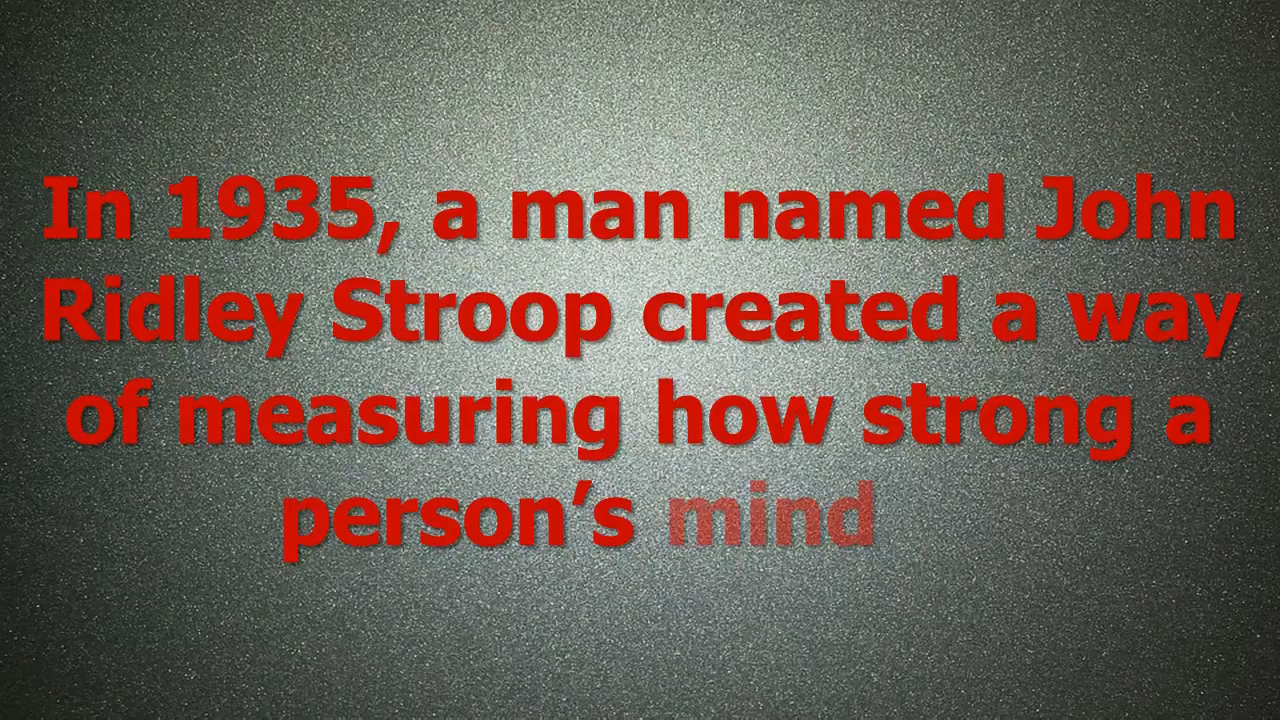 In 1935, a man named John
Ridley Stroop created a way
of measuring how strong a
person’s mind